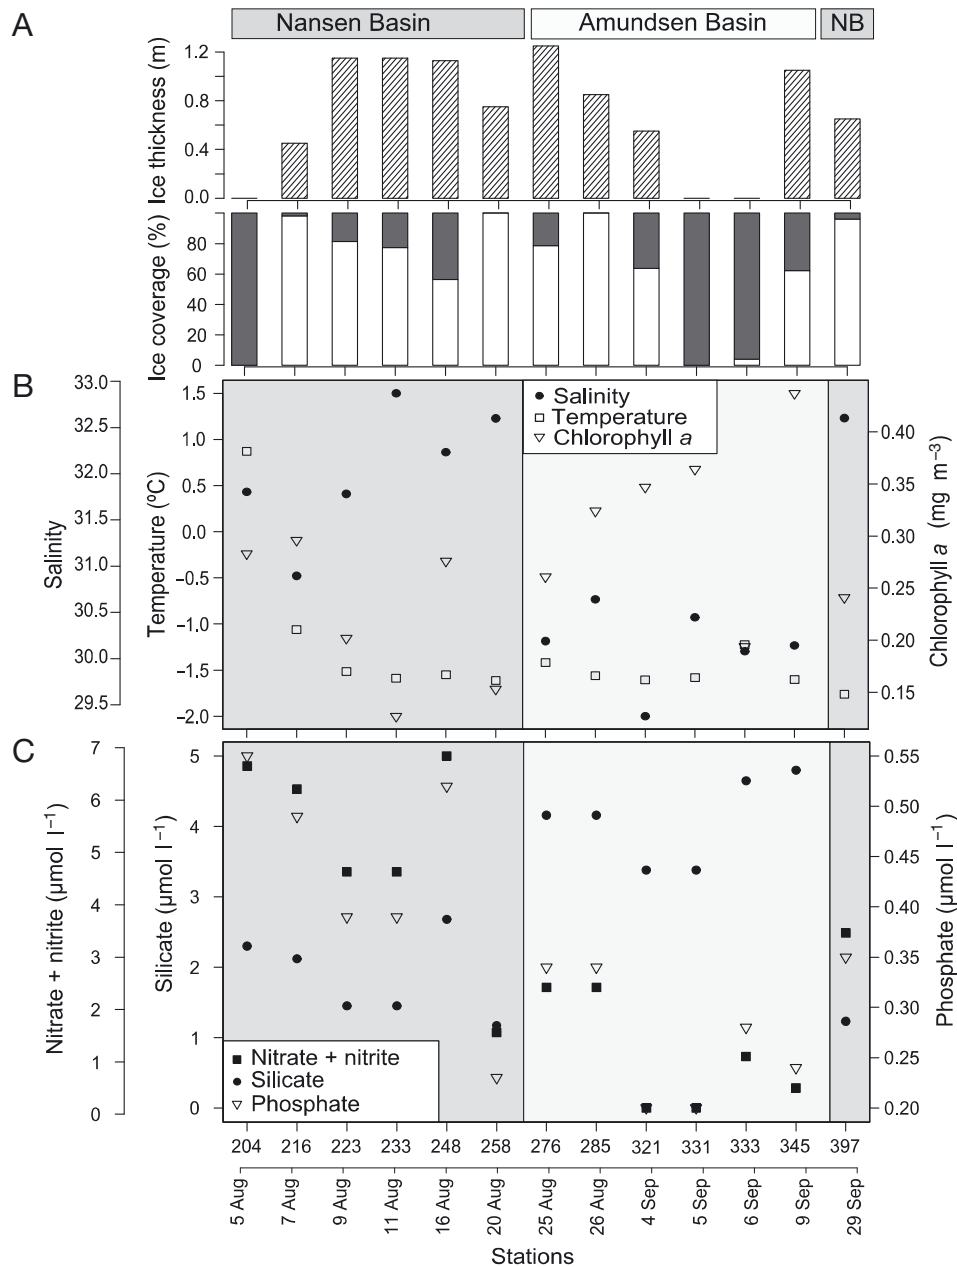 A
Nansen Basin
Amundsen Basin
NB
Ice thickness (m)
1.2
0.8
0.4
0.0
Ice coverage (%)
80
60
40
20
0
B
Salinity
33.0
32.5
32.0
31.5
31.0
30.5
30.0
29.5
Temperature (ºC)
1.5
1.0
0.5
0.0
−0.5
−1.0
−1.5
−2.0
Salinity
Temperature
Chlorophyll a
0.40
0.35
0.30
0.25
0.20
0.15
Chlorophyll a (mg m−3)
C
Nitrate + nitrite (µmol l−1)
7
6
5
4
3
2
1
0
Silicate (µmol l−1)
5
4
3
2
1
0
Nitrate + nitrite
Silicate
Phosphate
0.55
0.50
0.45
0.40
0.35
0.30
0.25
0.20
Phosphate (µmol l−1)
204 216 223 233 248 258 276 285 321 331 333 345 397
5 Aug
7 Aug
9 Aug
11 Aug
16 Aug
20 Aug
25 Aug
26 Aug
4 Sep
5 Sep
6 Sep
9 Sep
29 Sep
Stations